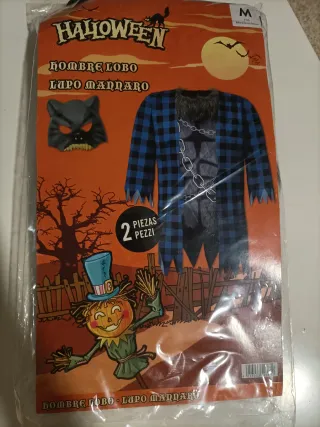 HALLOWEEN
M
HOMBRE LOBO
LUPO MANNARO
2 PIEZAS
PEZZI
HOMBRE LOBO - LUPO MANNARO